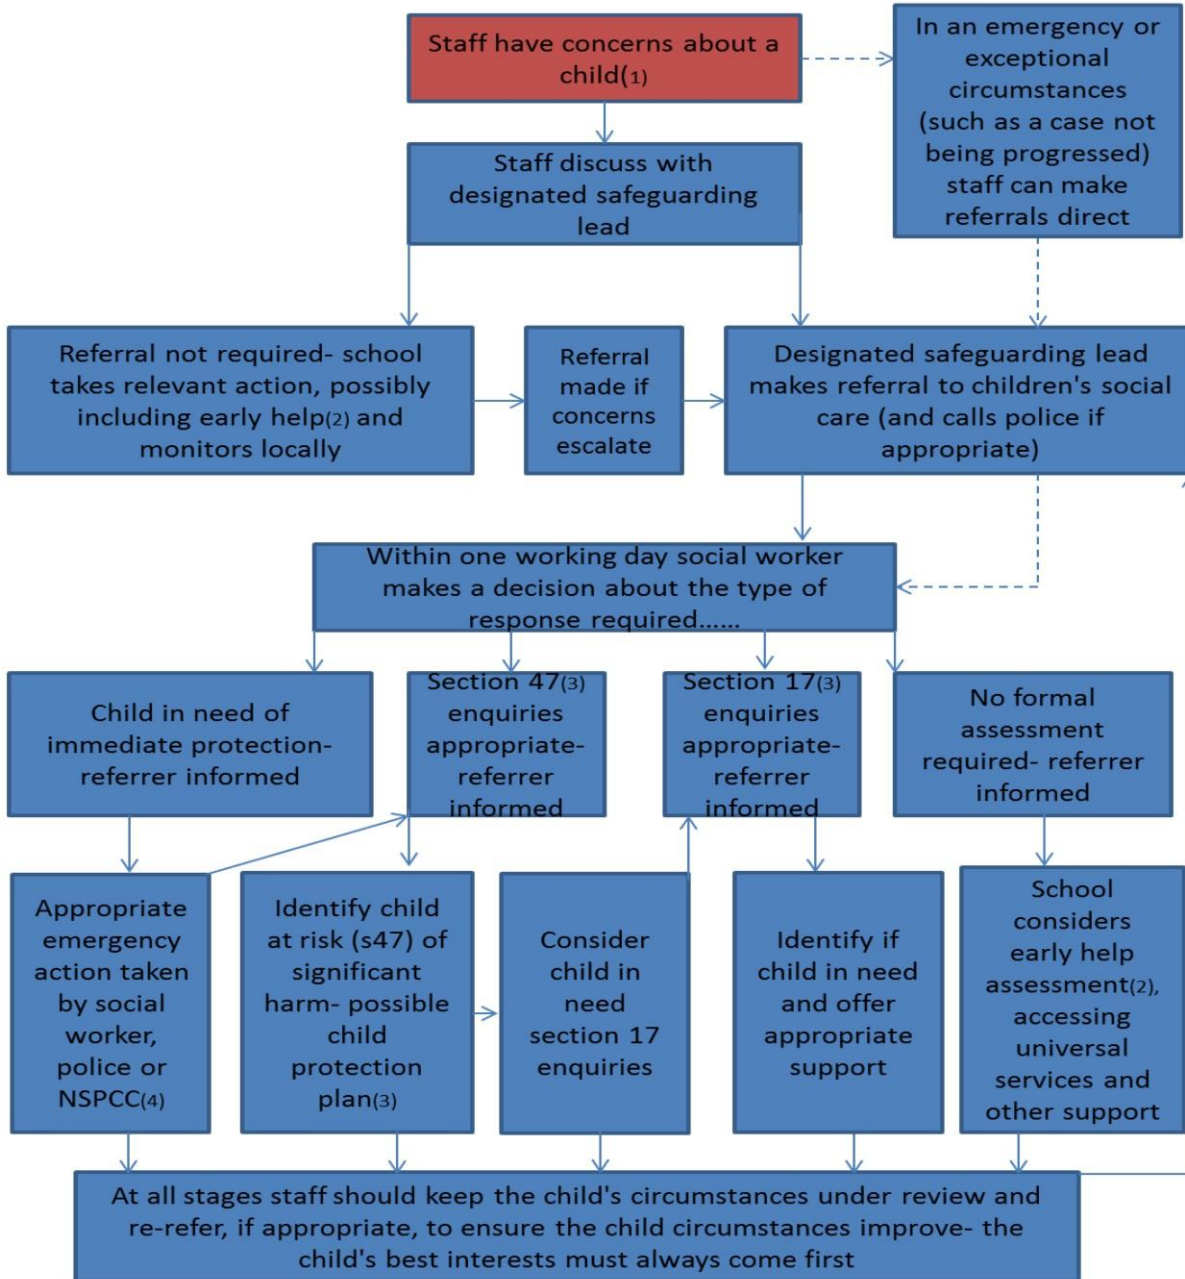 Staff have concerns about a
child(1)
In an emergency or
exceptional
circumstances
(such as a case not
being progressed)
staff can make
referrals direct
Staff discuss with
designated safeguarding
lead
Referral not required- school
takes relevant action, possibly
including early help(2) and
monitors locally
Referral
made if
concerns
escalate
Designated safeguarding lead
makes referral to children's social
care (and calls police if
appropriate)
Within one working day social worker
makes a decision about the type of
response required......
Child in need of
immediate protection-
referrer informed
Section 47(3)
enquiries
appropriate-
referrer
informed
Section 17(3)
enquiries
appropriate-
referrer
informed
No formal
assessment
required- referrer
informed
Appropriate
emergency
action taken
by social
worker,
police or
NSPCC(4)
Identify child
at risk (s47) of
significant
harm- possible
child
protection
plan(3)
Consider
child in
need
section 17
enquiries
Identify if
child in need
and offer
appropriate
support
School
considers
early help
assessment(2),
accessing
universal
services and
other support
At all stages staff should keep the child's circumstances under review and
re-refer, if appropriate, to ensure the child circumstances improve- the
child's best interests must always come first